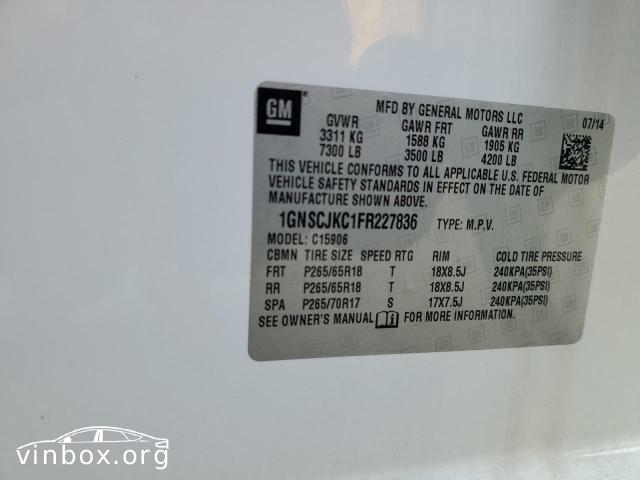 GM
MFD BY GENERAL MOTORS LLC
07/14
GVWR GAWR FRT GAWR RR
3311 KG 1588 KG 1905 KG
7300 LB 3500 LB 4200 LB
THIS VEHICLE CONFORMS TO ALL APPLICABLE U.S. FEDERAL MOTOR
VEHICLE SAFETY STANDARDS IN EFFECT ON THE DATE OF
MANUFACTURE SHOWN ABOVE.
1GNSCJKC1FR227836 TYPE: M.P.V.
MODEL: C15906
CBMN TIRE SIZE SPEED RTG RIM COLD TIRE PRESSURE
FRT P265/65R18 T 18X8.5J 240KPA(35PSI)
RR P265/65R18 T 18X8.5J 240KPA(35PSI)
SPA P265/70R17 S 17X7.5J 240KPA(35PSI)
SEE OWNER'S MANUAL FOR MORE INFORMATION.
vinbox.org